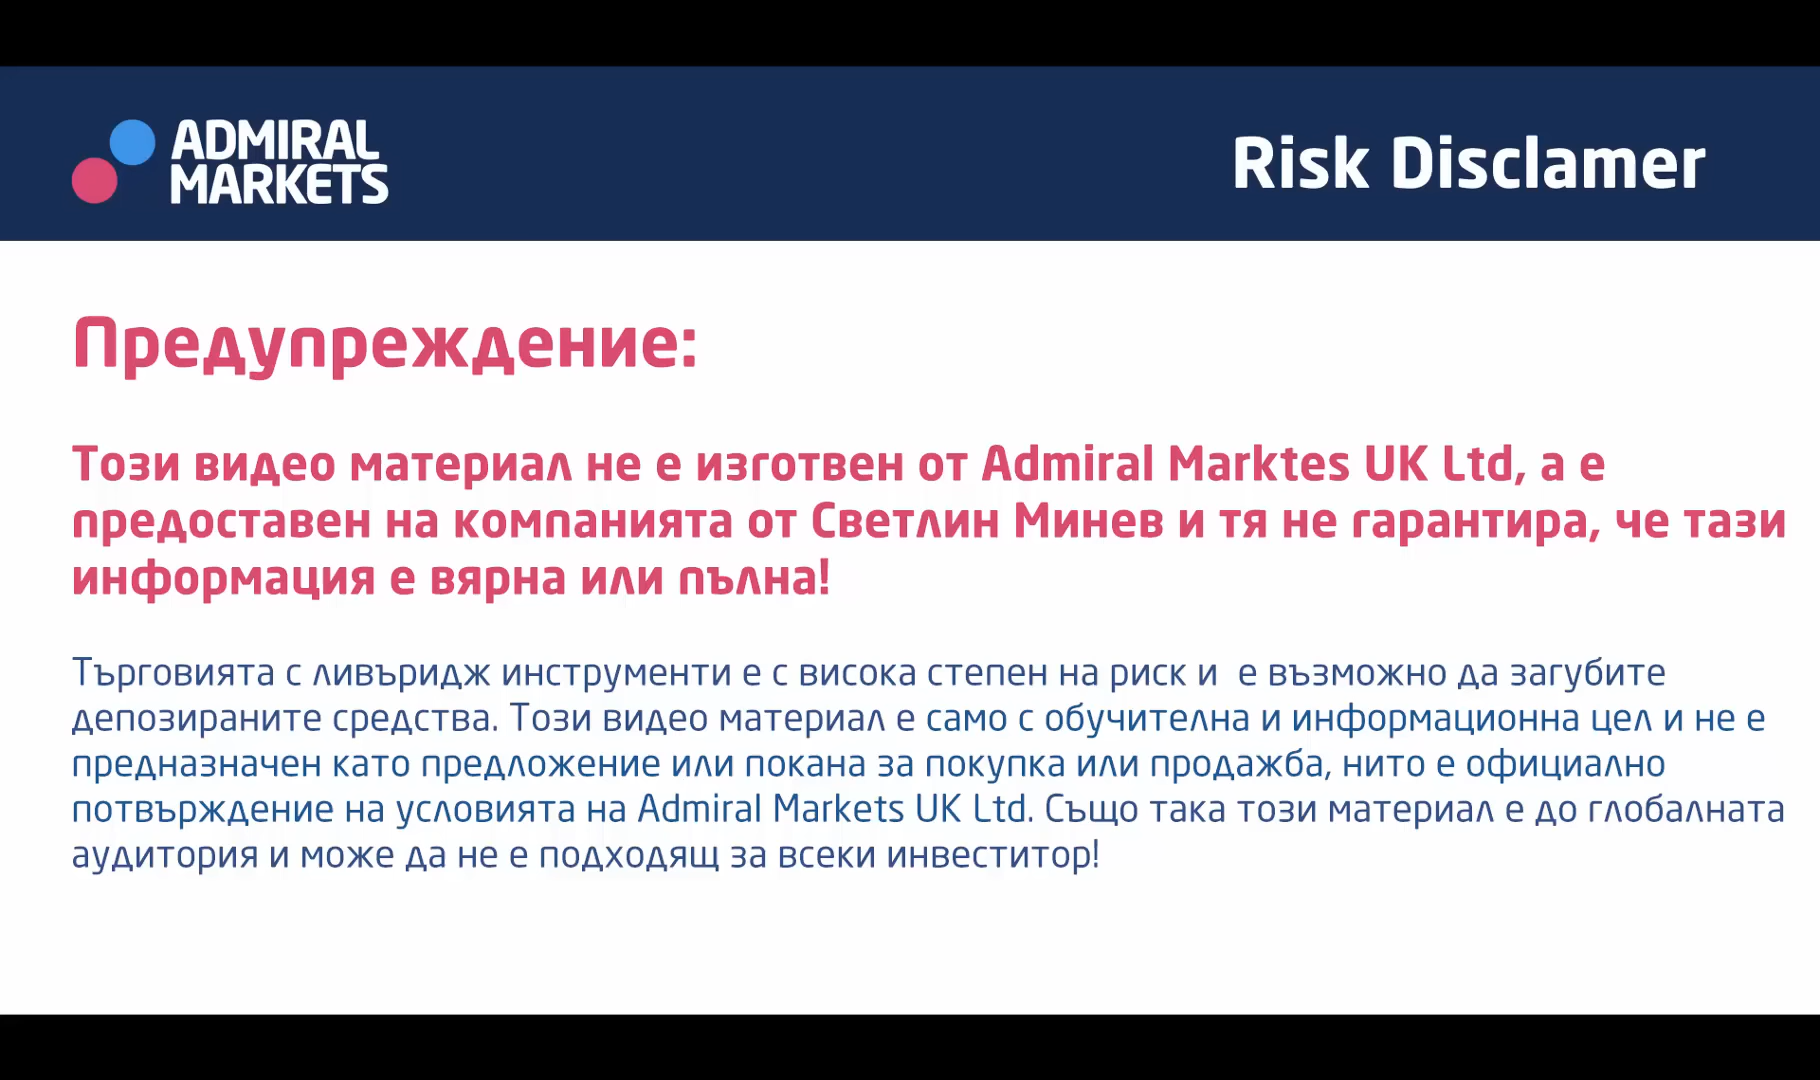 ADMIRAL
MARKETS
Risk Disclamer
Предупреждение:
Този видео материал не е изготвен от Admiral Marktes UK Ltd, а е
предоставен на компанията от Светлин Минев и тя не гарантира, че тази
информация е вярна или пълна!
Търговията с ливъридж инструменти е с висока степен на риск и  е възможно да загубите
депозираните средства. Този видео материал е само с обучителна и информационна цел и не е
предназначен като предложение или покана за покупка или продажба, нито е официално
потвърждение на условията на Admiral Markets UK Ltd. Също така този материал е до глобалната
аудитория и може да не е подходящ за всеки инвеститор!